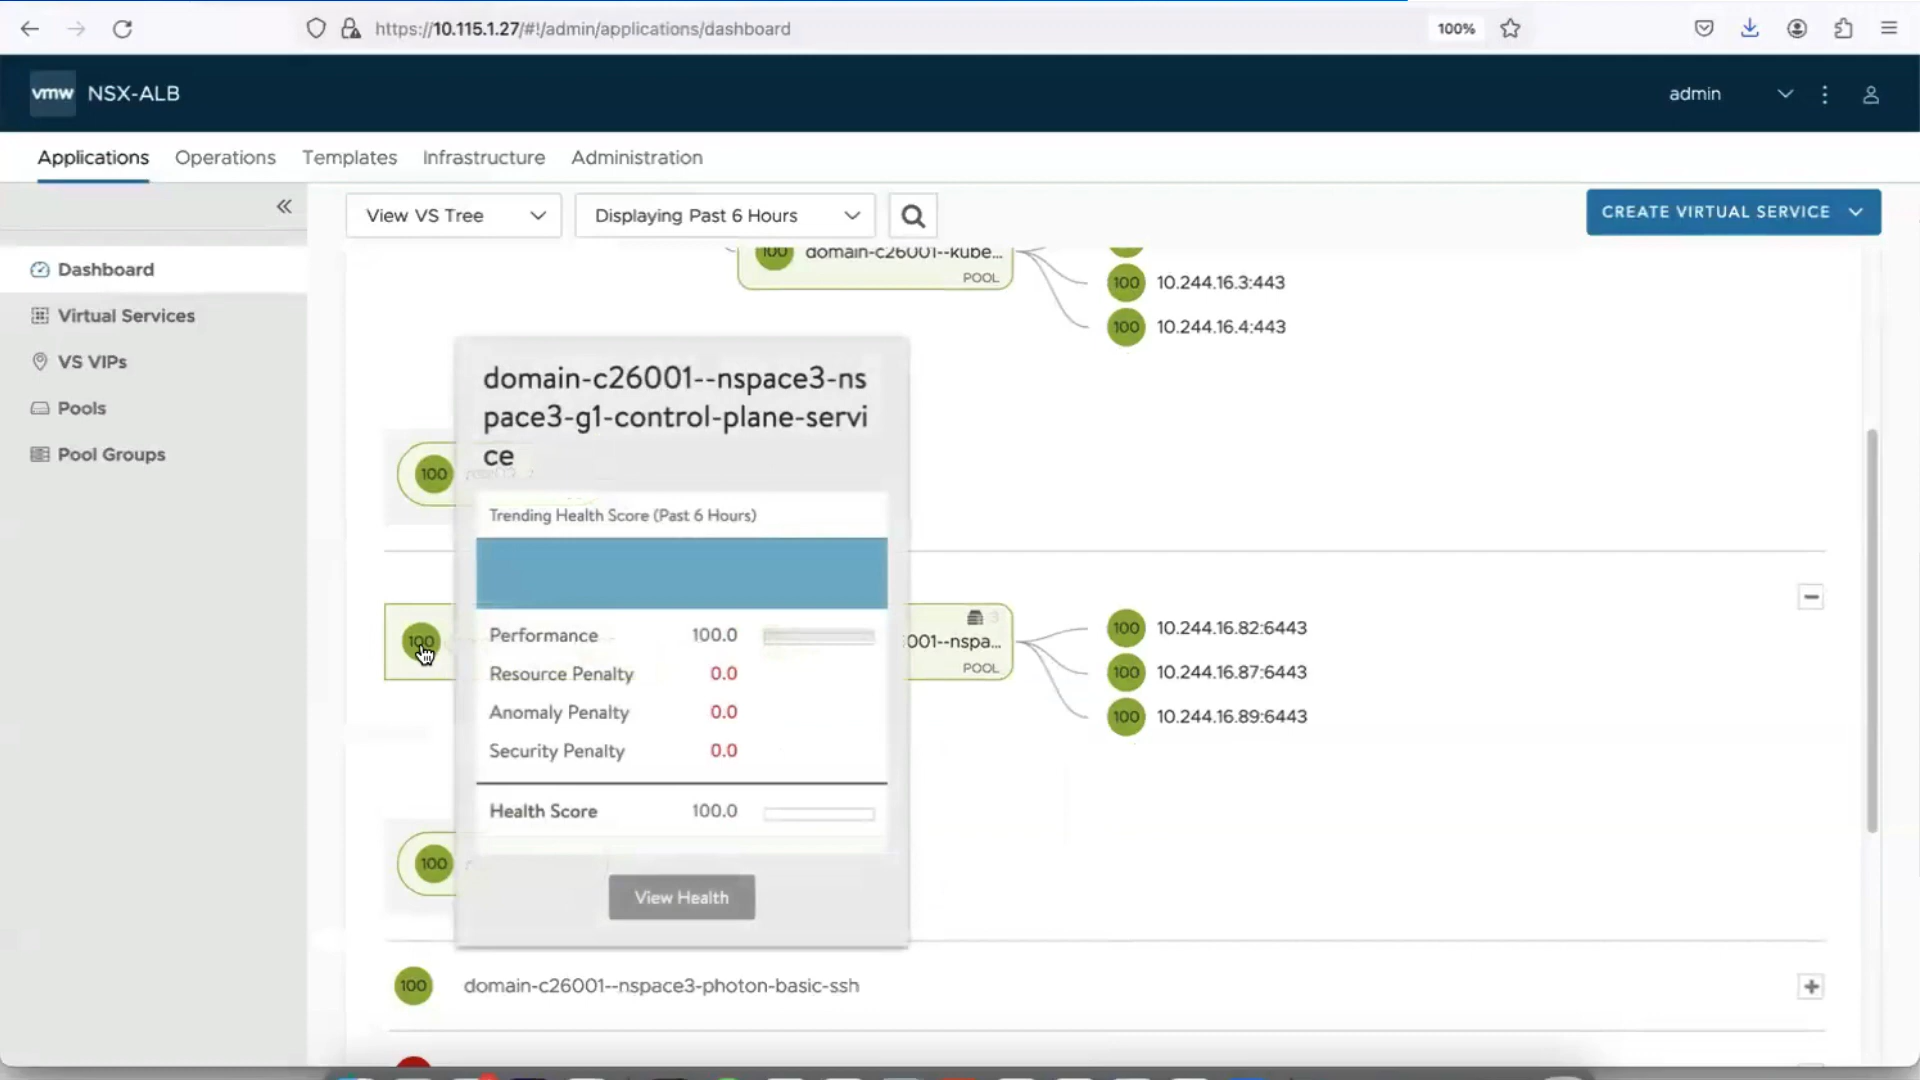 https://10.115.1.27/#!/admin/applications/dashboard
100%
vmw NSX-ALB
admin
Applications Operations Templates Infrastructure Administration
View VS Tree
Displaying Past 6 Hours
CREATE VIRTUAL SERVICE
Dashboard
Virtual Services
VS VIPs
Pools
Pool Groups
100 domain-c26001--kube...
POOL
100 10.244.16.3:443
100 10.244.16.4:443
domain-c26001--nspace3-ns
pace3-g1-control-plane-servi
ce
100
Trending Health Score (Past 6 Hours)
Performance 100.0
Resource Penalty 0.0
Anomaly Penalty 0.0
Security Penalty 0.0
Health Score 100.0
View Health
100
3
001--nspa...
POOL
100 10.244.16.82:6443
100 10.244.16.87:6443
100 10.244.16.89:6443
100
100 domain-c26001--nspace3-photon-basic-ssh